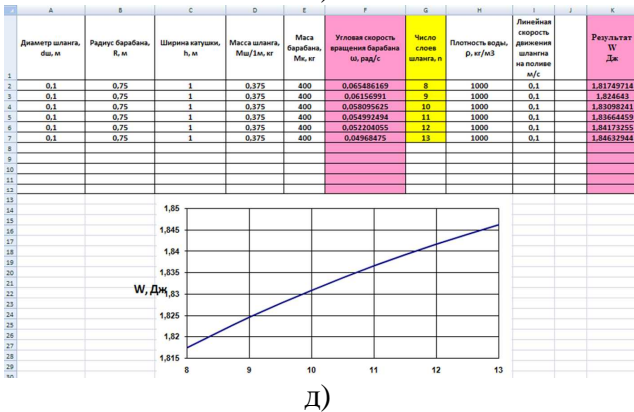 A B C D E F G H I J K
1 Диаметр шланга, dш, м Радиус барабана, R, м Ширина катушки, h, м Масса шланга, Мш/1м, кг Маса барабана, Мк, кг Угловая скорость вращения барабана ω, рад/с Число слоев шланга, n Плотность воды, ρ, кг/м3 Линейная скорость движения шлангна на поливе м/с Результат W Дж
2 0,1 0,75 1 0,375 400 0,065486169 8 1000 0,1 1,81749714
3 0,1 0,75 1 0,375 400 0,06156991 9 1000 0,1 1,824643
4 0,1 0,75 1 0,375 400 0,058095625 10 1000 0,1 1,83098241
5 0,1 0,75 1 0,375 400 0,054992494 11 1000 0,1 1,83664459
6 0,1 0,75 1 0,375 400 0,052204055 12 1000 0,1 1,84173255
7 0,1 0,75 1 0,375 400 0,04968475 13 1000 0,1 1,84632944
8
9
10
11
12
13
14
15
16
17
18
19
20
21
22
23
24
25
26
27
28
29
1,85
1,845
1,84
1,835
W, Дж
1,83
1,825
1,82
1,815
8 9 10 11 12 13
д)